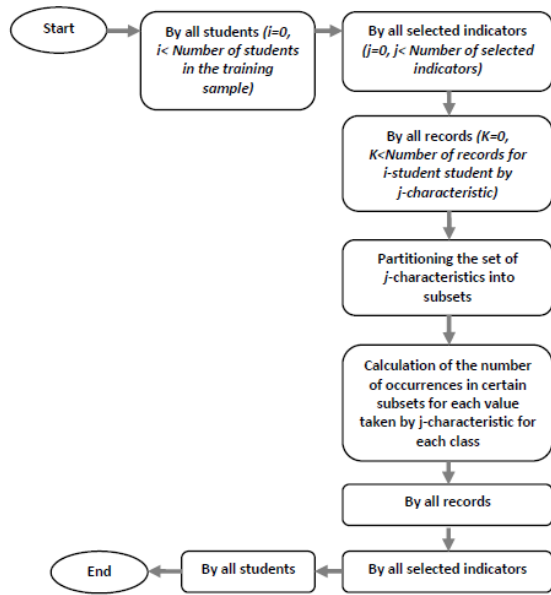 Start
By all students (i=0,
i< Number of students
in the training
sample)
By all selected indicators
(j=0, j< Number of selected
indicators)
By all records (K=0,
K<Number of records for
i-student student by
j-characteristic)
Partitioning the set of
j-characteristics into
subsets
Calculation of the number
of occurrences in certain
subsets for each value
taken by j-characteristic for
each class
By all records
By all selected indicators
By all students
End